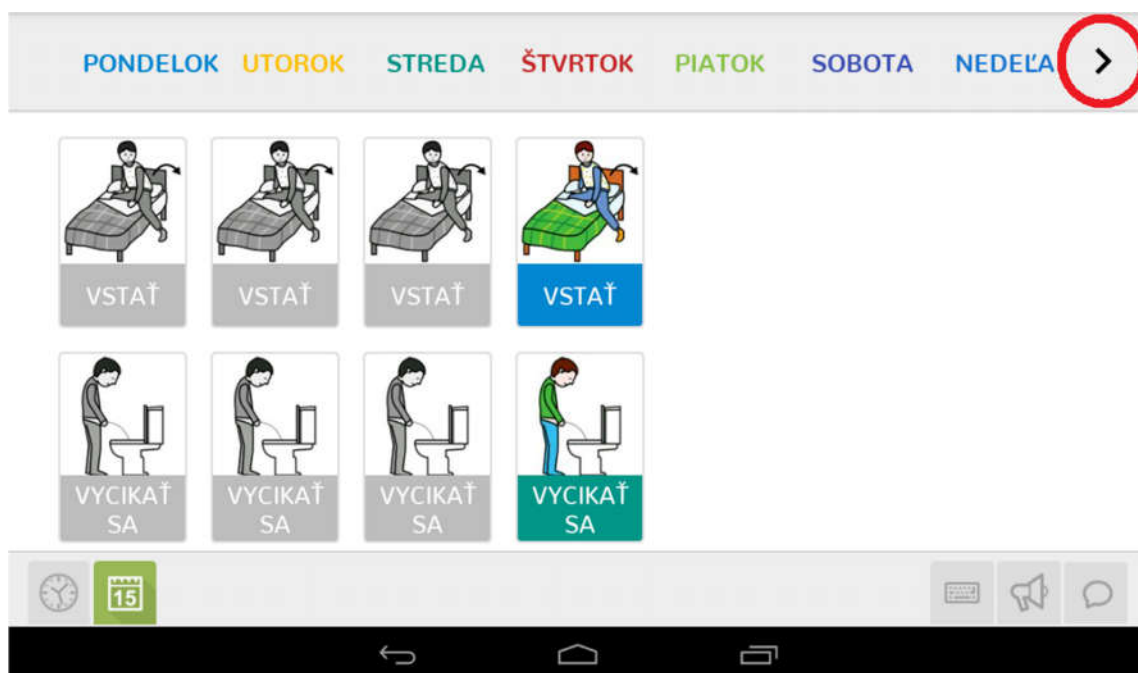 PONDELOK UTOROK STREDA ŠTVRTOK PIATOK SOBOTA NEDEĽA
VSTAŤ VSTAŤ VSTAŤ VSTAŤ
VYCIKAŤ VYCIKAŤ VYCIKAŤ VYCIKAŤ
SA SA SA SA
15